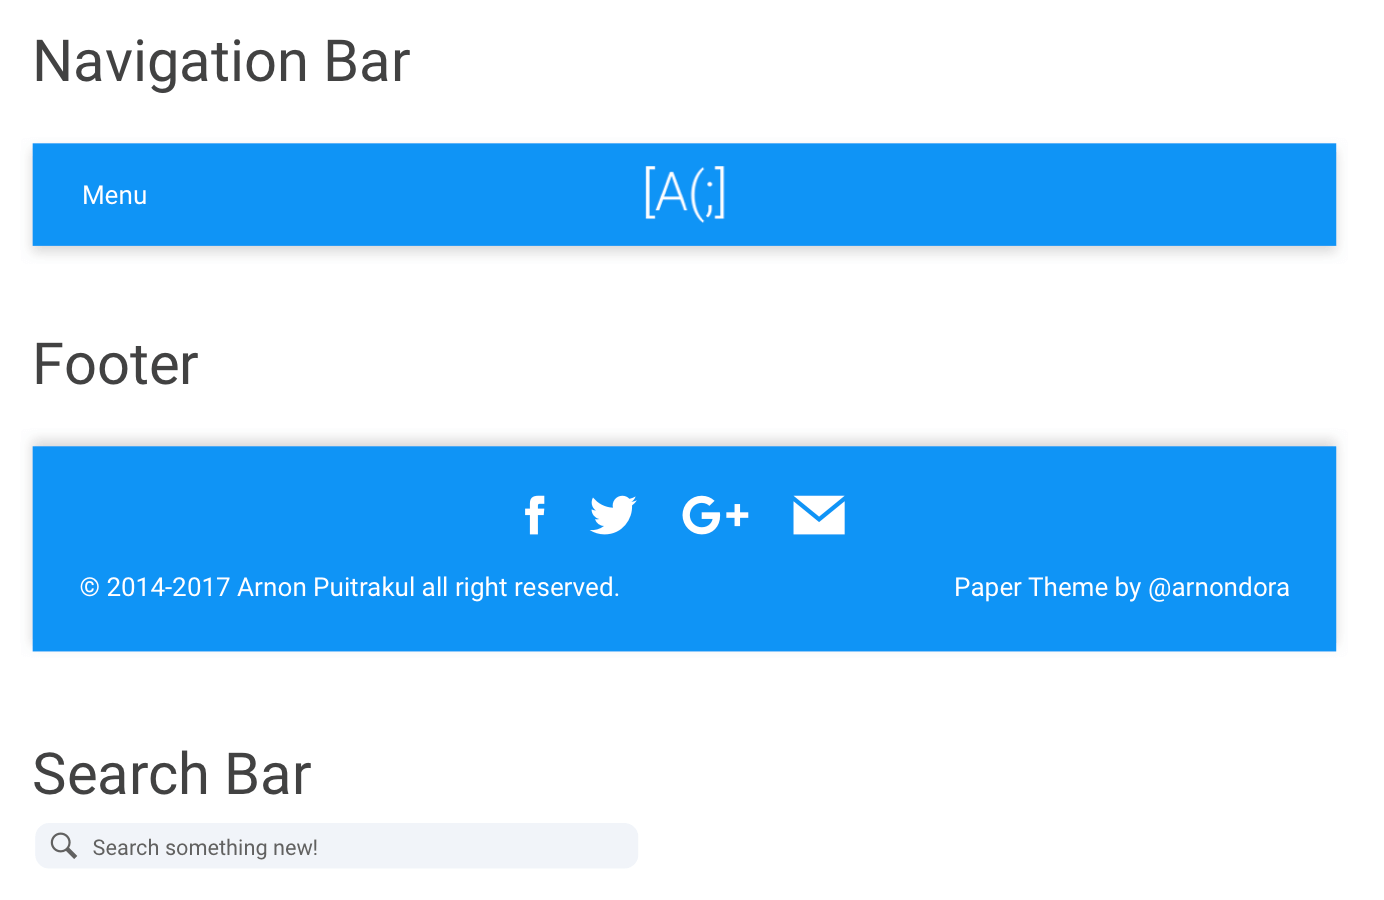 Navigation Bar
Menu
[A(;]
Footer
f G+
© 2014-2017 Arnon Puitrakul all right reserved.
Paper Theme by @arnondora
Search Bar
Search something new!